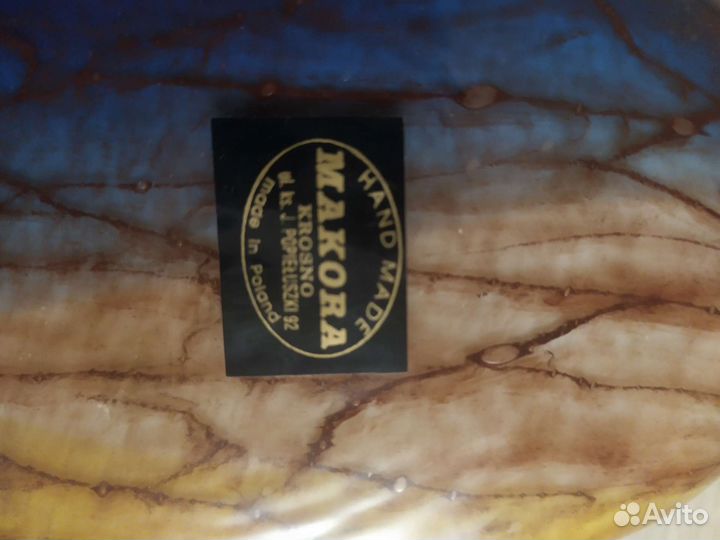 HAND MADE
MAKORA
KROSNO
ul. ks. J. POPIEŁUSZKI 92
made in Poland
Avito